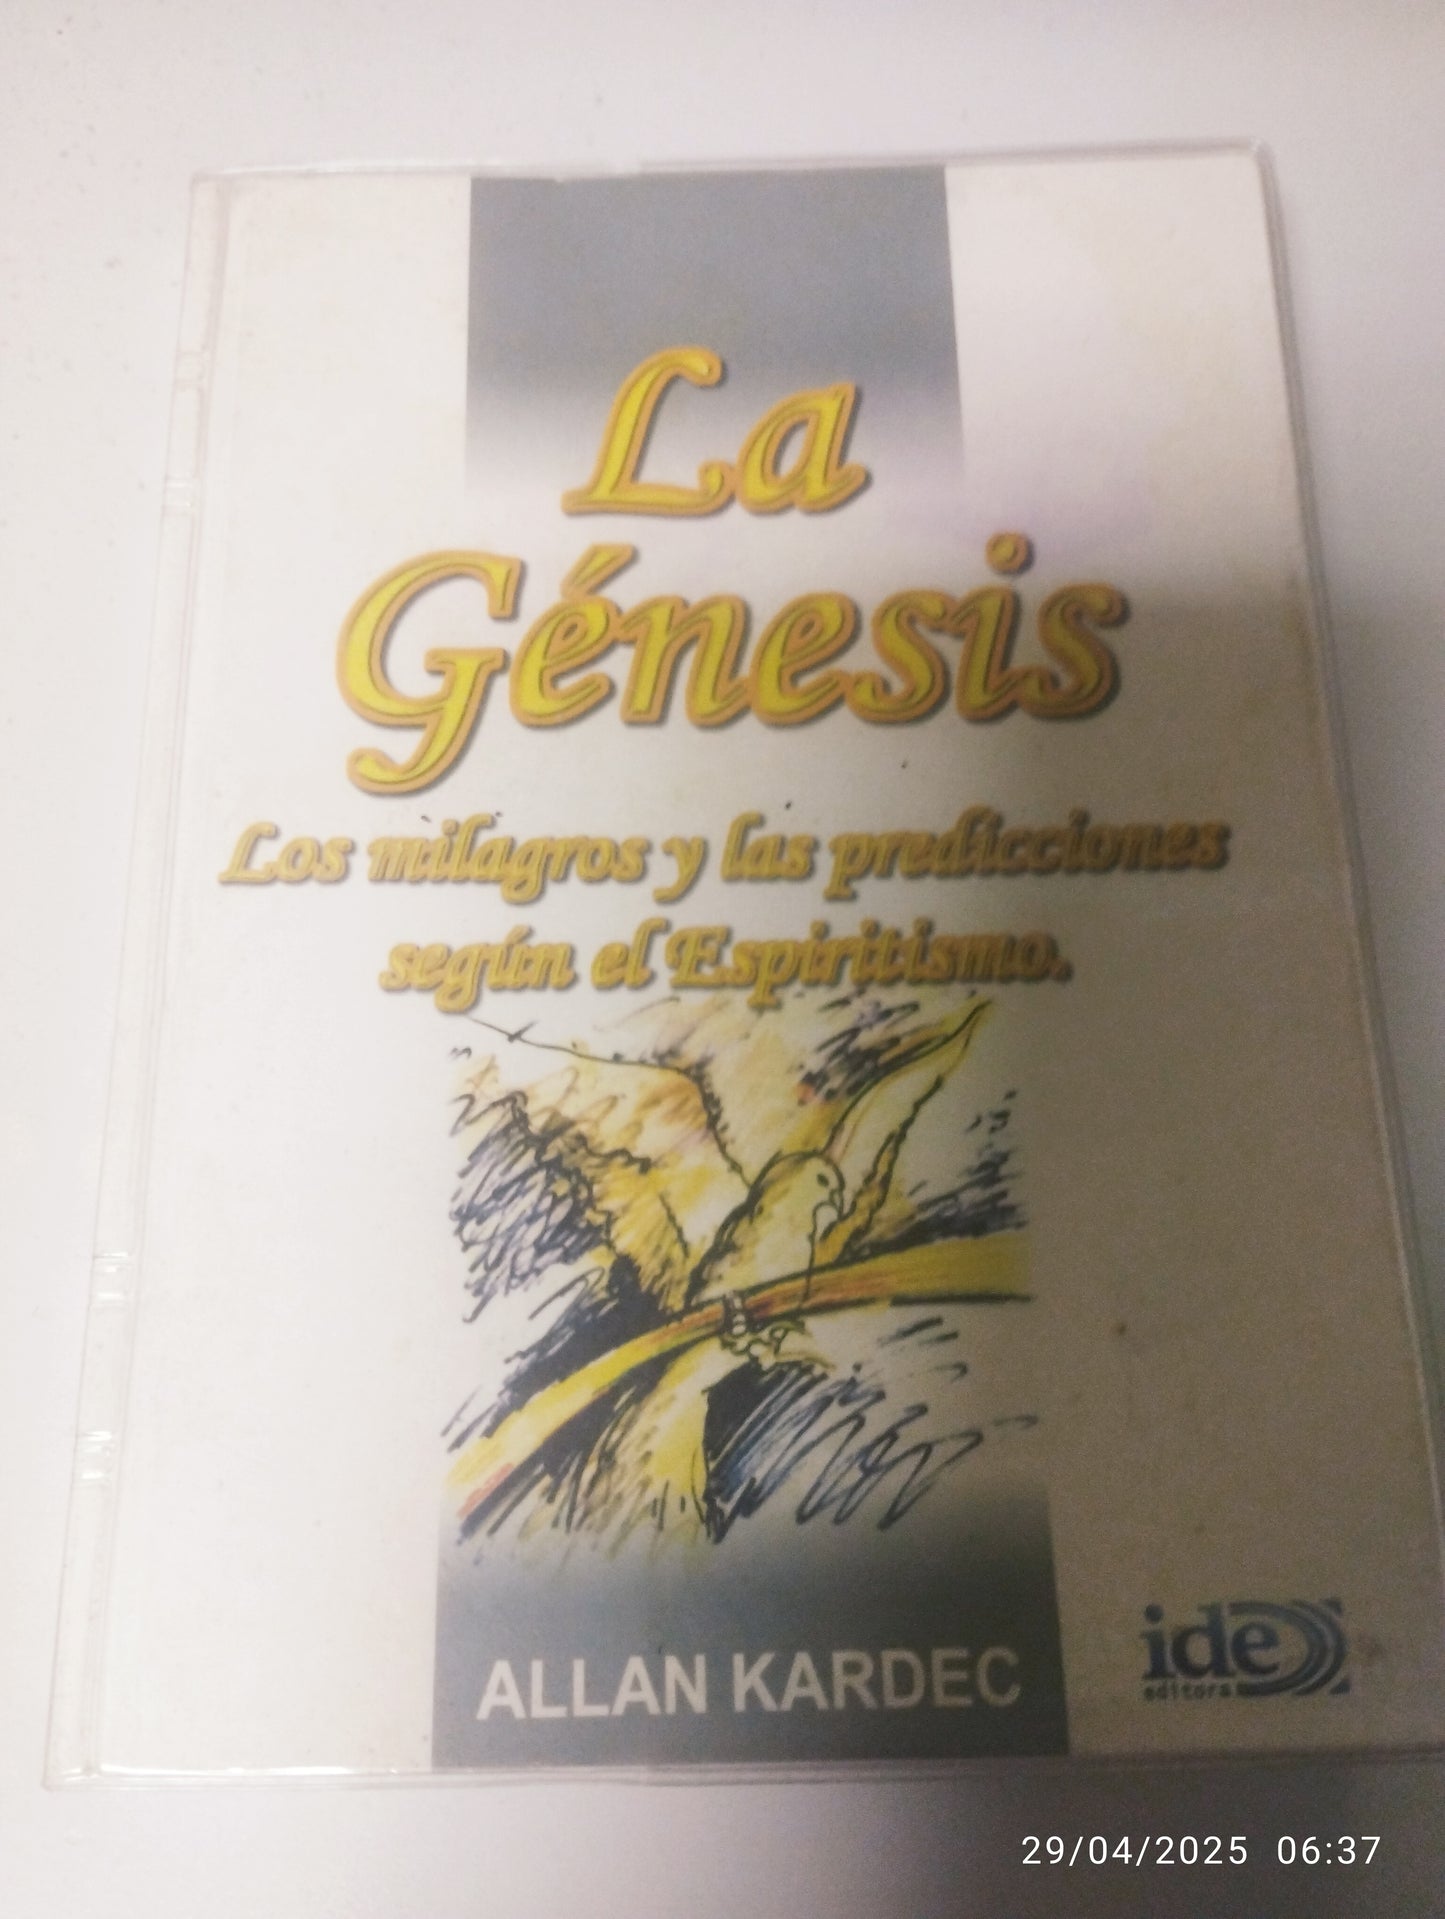 La
Génesis
Los milagros y las predicciones
según el Espiritismo.
ALLAN KARDEC
ide
editora
29/04/2025 06:37